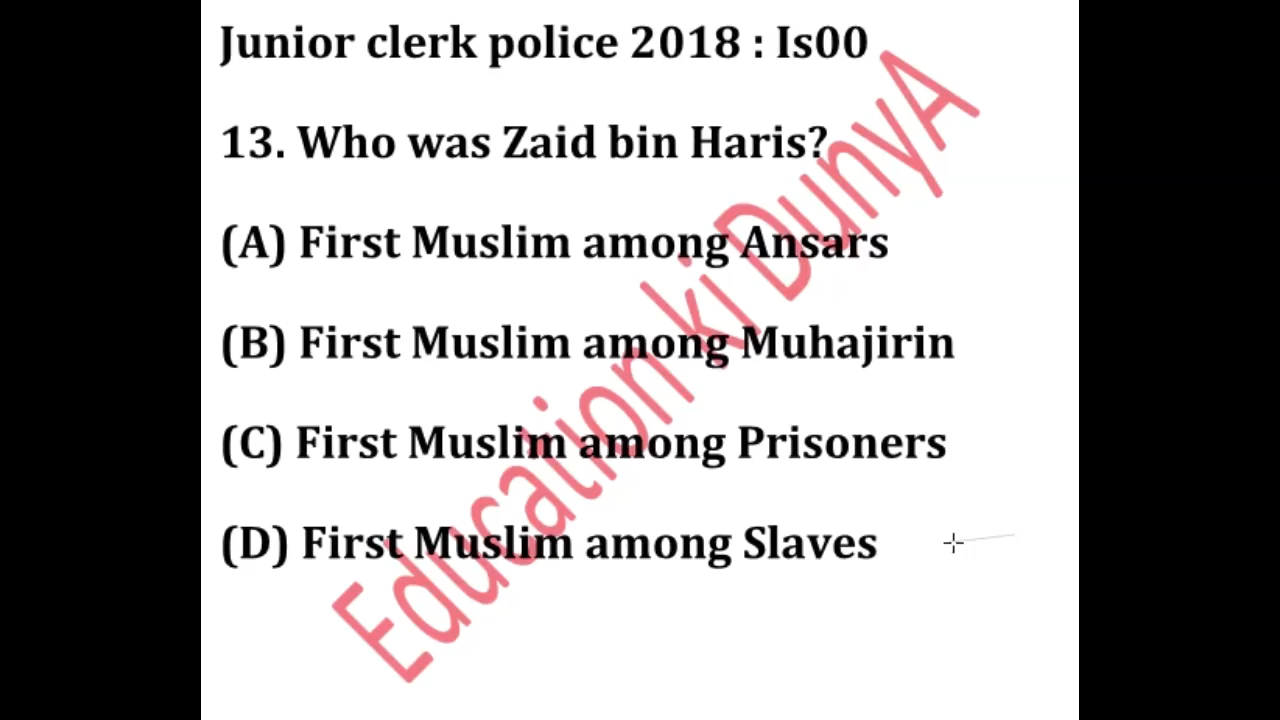 Junior clerk police 2018 : Is00
13. Who was Zaid bin Haris?
(A) First Muslim among Ansars
(B) First Muslim among Muhajirin
(C) First Muslim among Prisoners
(D) First Muslim among Slaves
Education ki DunyA